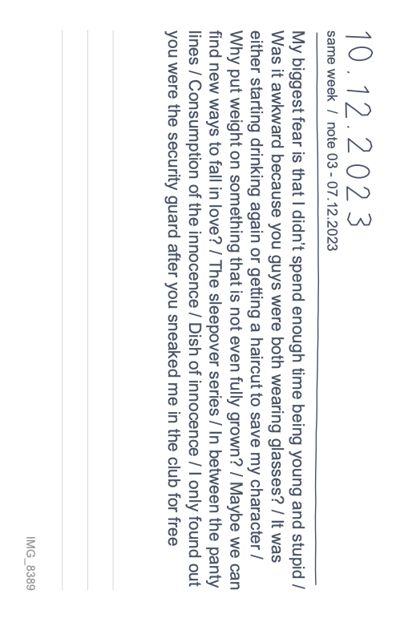 10.12.2023
same week / note 03 - 07.12.2023
My biggest fear is that I didn't spend enough time being young and stupid /
Was it awkward because you guys were both wearing glasses? / It was
either starting drinking again or getting a haircut to save my character /
Why put weight on something that is not even fully grown? / Maybe we can
find new ways to fall in love? / The sleepover series / In between the panty
lines / Consumption of the innocence / Dish of innocence / I only found out
you were the security guard after you sneaked me in the club for free
IMG_8389